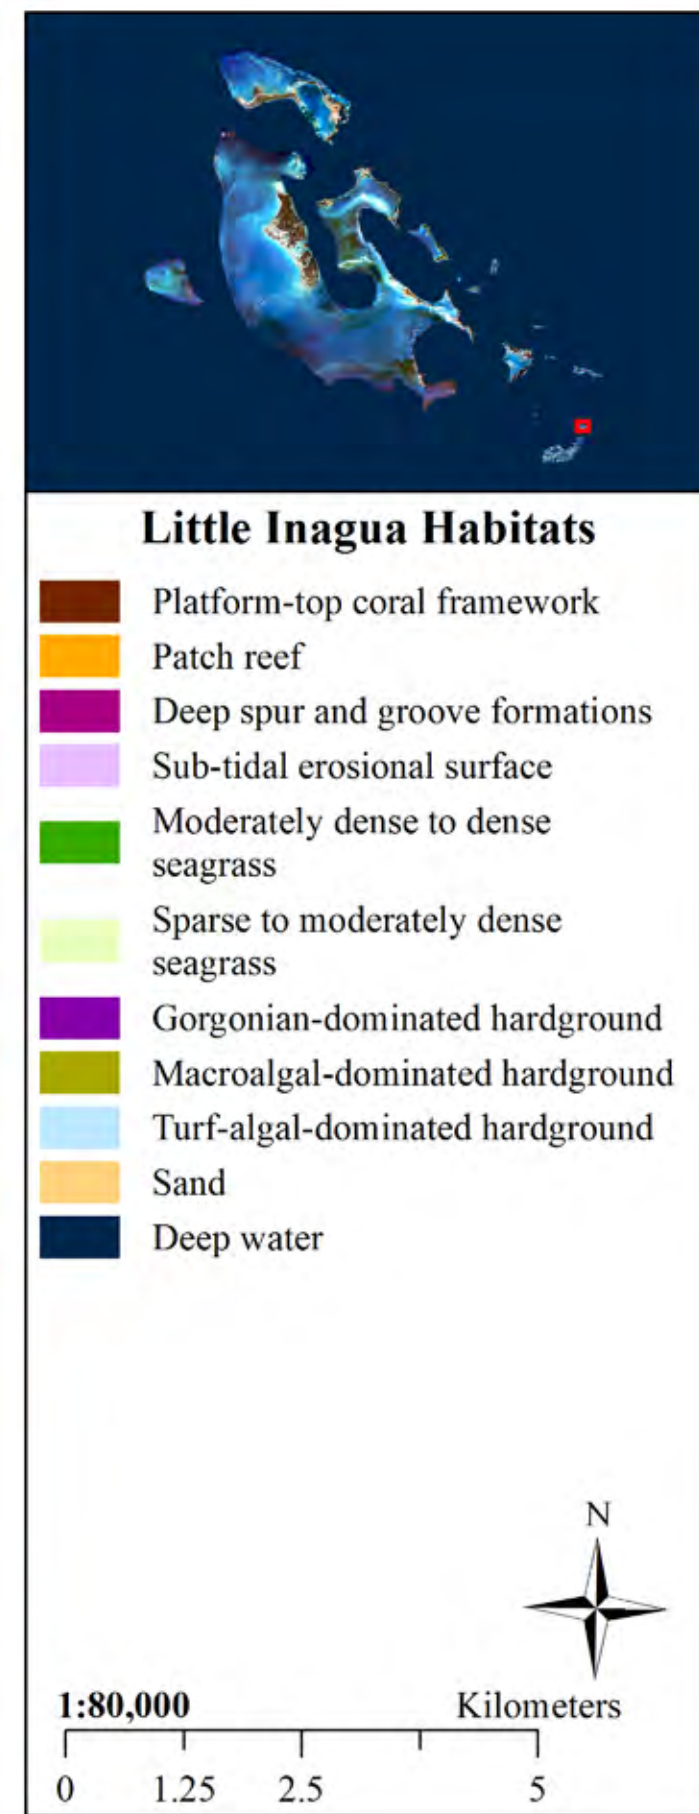 Little Inagua Habitats
Platform-top coral framework
Patch reef
Deep spur and groove formations
Sub-tidal erosional surface
Moderately dense to dense
seagrass
Sparse to moderately dense
seagrass
Gorgonian-dominated hardground
Macroalgal-dominated hardground
Turf-algal-dominated hardground
Sand
Deep water
N
1:80,000 Kilometers
0 1.25 2.5 5